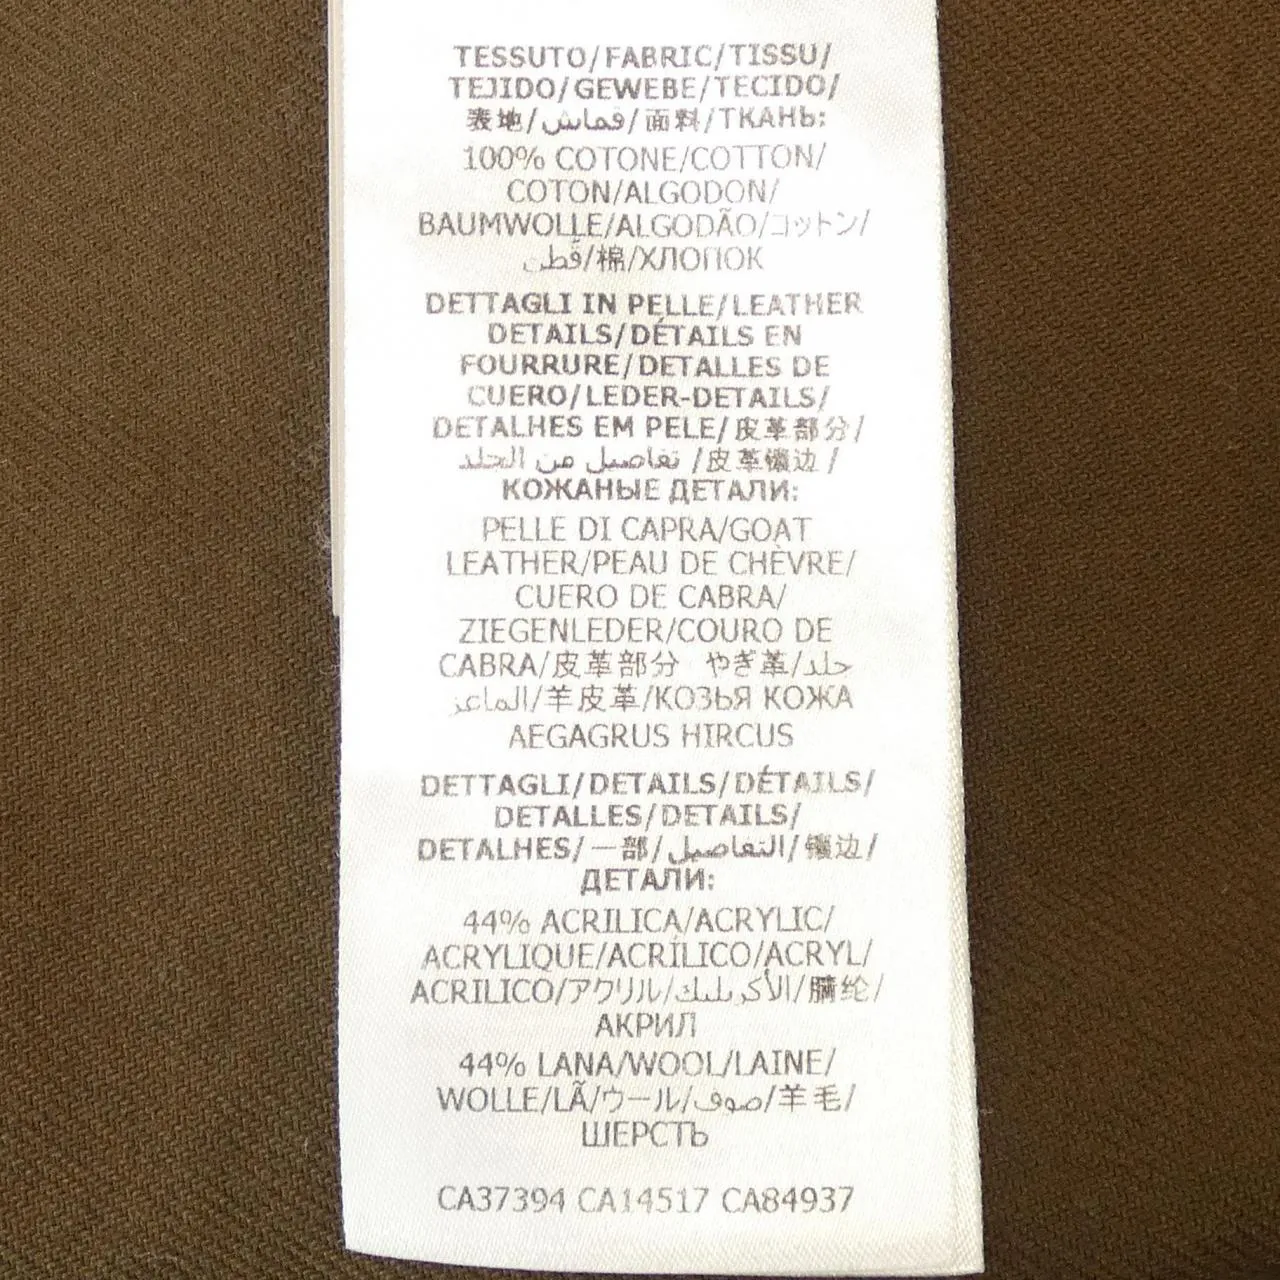 TESSUTO/FABRIC/TISSU/
TEJIDO/GEWEBE/TECIDO/
表地/قماش/面料/ТКАНЬ:
100% COTONE/COTTON/
COTON/ALGODON/
BAUMWOLLE/ALGODÃO/コットン/
قطن/棉/ХЛОПОК
DETTAGLI IN PELLE/LEATHER
DETAILS/DÉTAILS EN
FOURRURE/DETALLES DE
CUERO/LEDER-DETAILS/
DETALHES EM PELE/皮革部分/
تفاصيل من الجلد/皮革镶边/
КОЖАНЫЕ ДЕТАЛИ:
PELLE DI CAPRA/GOAT
LEATHER/PEAU DE CHÈVRE/
CUERO DE CABRA/
ZIEGENLEDER/COURO DE
CABRA/皮革部分 やぎ革/جلد
الماعز/羊皮革/КОЗЬЯ КОЖА
AEGAGRUS HIRCUS
DETTAGLI/DETAILS/DÉTAILS/
DETALLES/DETAILS/
DETALHES/一部/التفاصيل/镶边/
ДЕТАЛИ:
44% ACRILICA/ACRYLIC/
ACRYLIQUE/ACRÍLICO/ACRYL/
ACRILICO/アクリル/الأكريليك/腈纶/
АКРИЛ
44% LANA/WOOL/LAINE/
WOLLE/LÃ/ウール/صوف/羊毛/
ШЕРСТЬ
CA37394 CA14517 CA84937